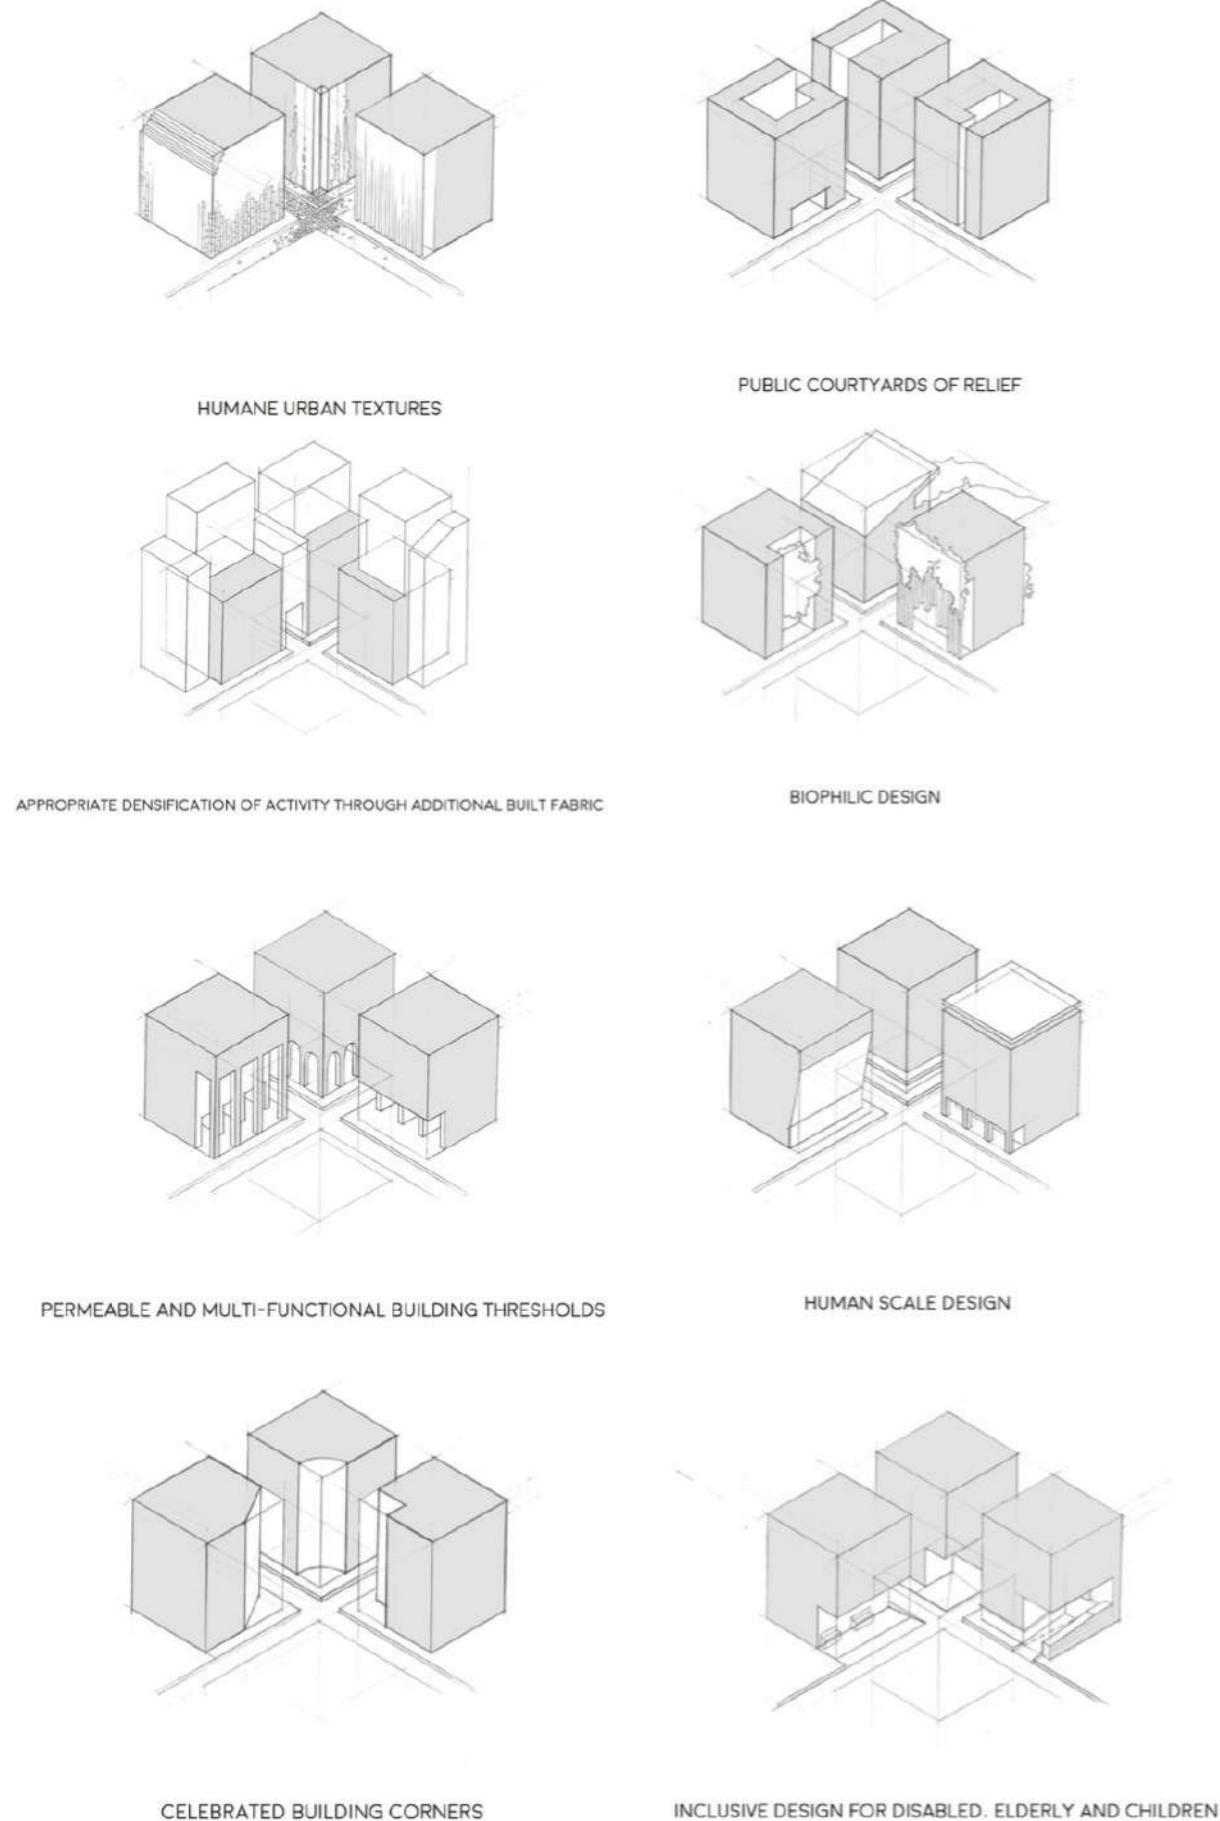 HUMANE URBAN TEXTURES
PUBLIC COURTYARDS OF RELIEF
APPROPRIATE DENSIFICATION OF ACTIVITY THROUGH ADDITIONAL BUILT FABRIC
BIOPHILIC DESIGN
PERMEABLE AND MULTI-FUNCTIONAL BUILDING THRESHOLDS
HUMAN SCALE DESIGN
CELEBRATED BUILDING CORNERS
INCLUSIVE DESIGN FOR DISABLED. ELDERLY AND CHILDREN